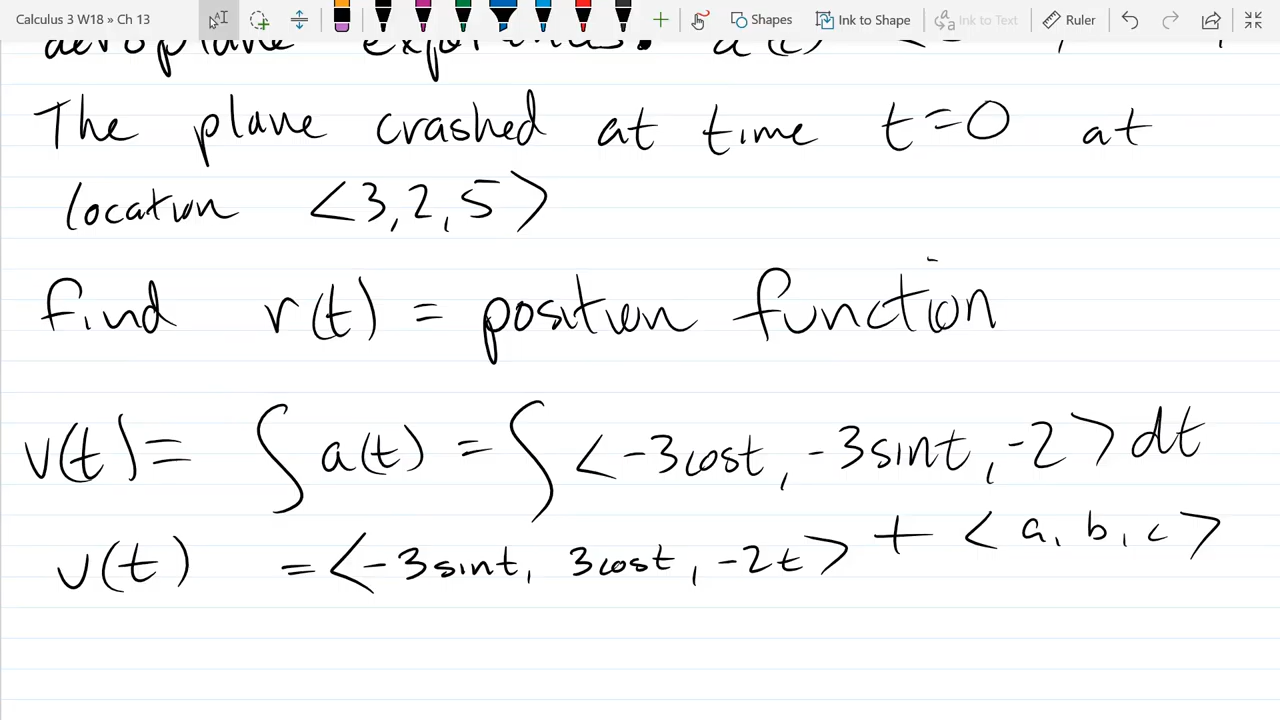 Calculus 3 W18 » Ch 13
Shapes
Ink to Shape
Ink to Text
Ruler
aeroplane a(t)
The plane crashed at time t=0 at
location <3,2,5>
find r(t) = position function
v(t)= ∫ a(t) = ∫ <-3cost, -3sint, -2> dt
v(t) = <-3sint, 3cost, -2t> + <a, b, c>